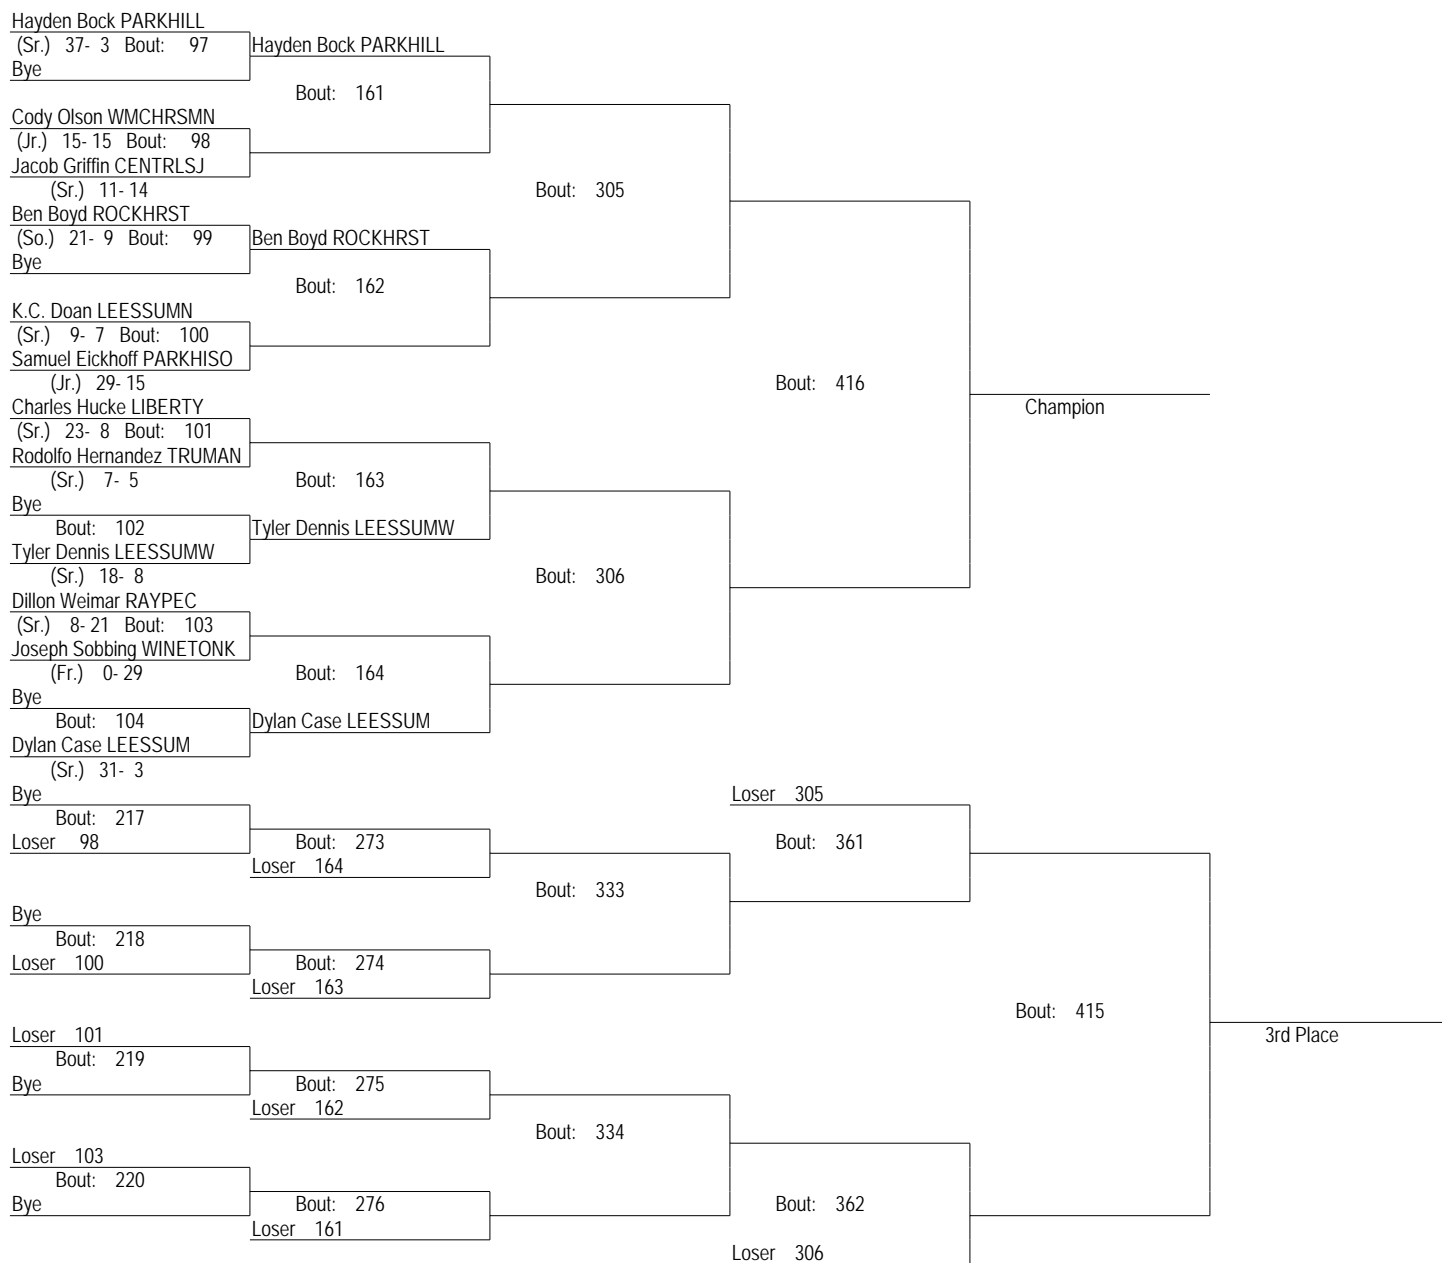 Hayden Bock PARKHILL
(Sr.) 37- 3 Bout: 97
Hayden Bock PARKHILL
Bye
Bout: 161
Cody Olson WMCHRSMN
(Jr.) 15- 15 Bout: 98
Jacob Griffin CENTRLSJ
(Sr.) 11- 14
Bout: 305
Ben Boyd ROCKHRST
(So.) 21- 9 Bout: 99
Ben Boyd ROCKHRST
Bye
Bout: 162
K.C. Doan LEESSUMN
(Sr.) 9- 7 Bout: 100
Samuel Eickhoff PARKHISO
(Jr.) 29- 15
Bout: 416
Charles Hucke LIBERTY
Champion
(Sr.) 23- 8 Bout: 101
Rodolfo Hernandez TRUMAN
(Sr.) 7- 5
Bout: 163
Bye
Bout: 102
Tyler Dennis LEESSUMW
Tyler Dennis LEESSUMW
(Sr.) 18- 8
Bout: 306
Dillon Weimar RAYPEC
(Sr.) 8- 21 Bout: 103
Joseph Sobbing WINETONK
(Fr.) 0- 29
Bout: 164
Bye
Bout: 104
Dylan Case LEESSUM
Dylan Case LEESSUM
(Sr.) 31- 3
Bye
Loser 305
Bout: 217
Loser 98
Bout: 273
Bout: 361
Loser 164
Bout: 333
Bye
Bout: 218
Loser 100
Bout: 274
Loser 163
Bout: 415
Loser 101
3rd Place
Bout: 219
Bye
Bout: 275
Loser 162
Bout: 334
Loser 103
Bout: 220
Bye
Bout: 276
Bout: 362
Loser 161
Loser 306